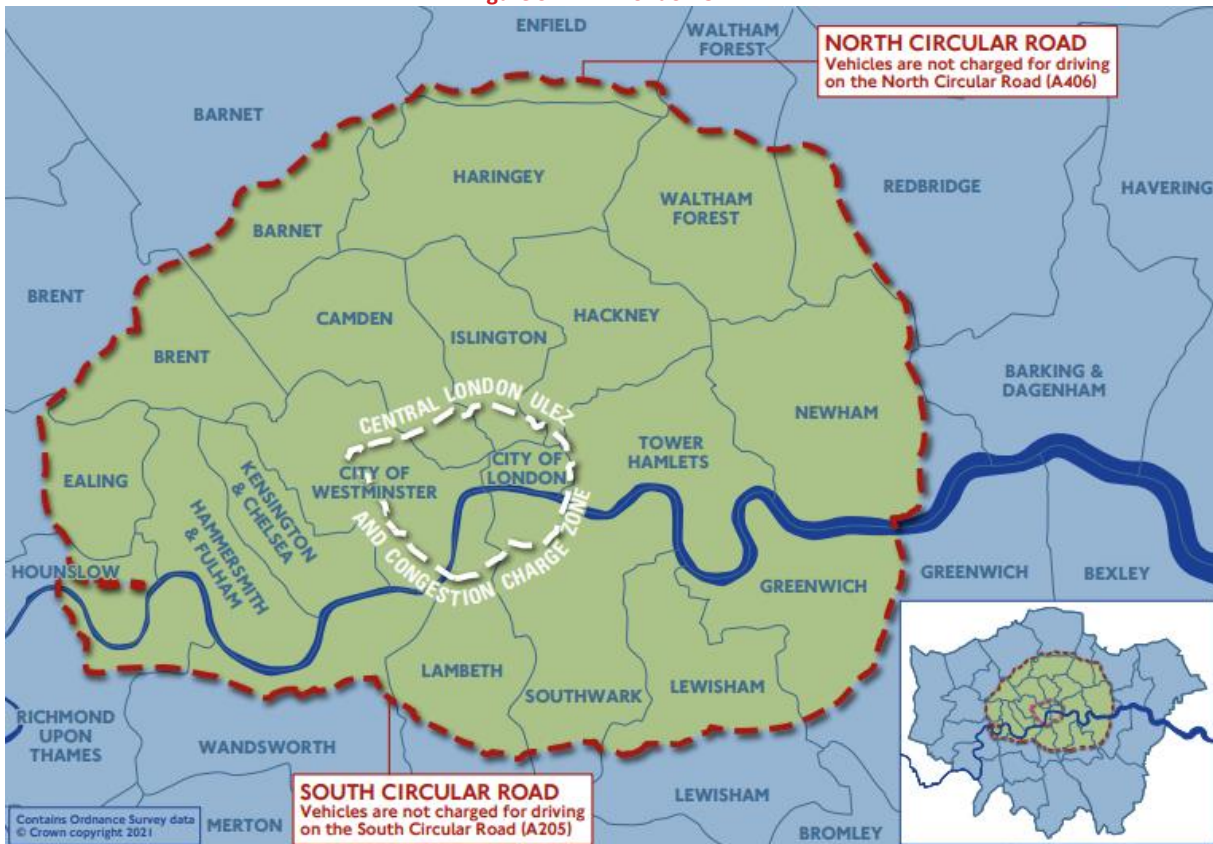 ENFIELD
WALTHAM
FOREST
NORTH CIRCULAR ROAD
Vehicles are not charged for driving
on the North Circular Road (A406)
BARNET
HARINGEY
WALTHAM
FOREST
REDBRIDGE
HAVERING
BARNET
BRENT
CAMDEN
HACKNEY
ISLINGTON
BRENT
BARKING &
DAGENHAM
CENTRAL LONDON ULEZ
NEWHAM
TOWER
HAMLETS
EALING
KENSINGTON
& CHELSEA
CITY OF
WESTMINSTER
CITY OF
LONDON
HAMMERSMITH
& FULHAM
AND CONGESTION CHARGE ZONE
HOUNSLOW
GREENWICH
GREENWICH
BEXLEY
LAMBETH
SOUTHWARK
LEWISHAM
RICHMOND
UPON
THAMES
WANDSWORTH
SOUTH CIRCULAR ROAD
Vehicles are not charged for driving
on the South Circular Road (A205)
LEWISHAM
Contains Ordnance Survey data
© Crown copyright 2021
MERTON
BROMLEY